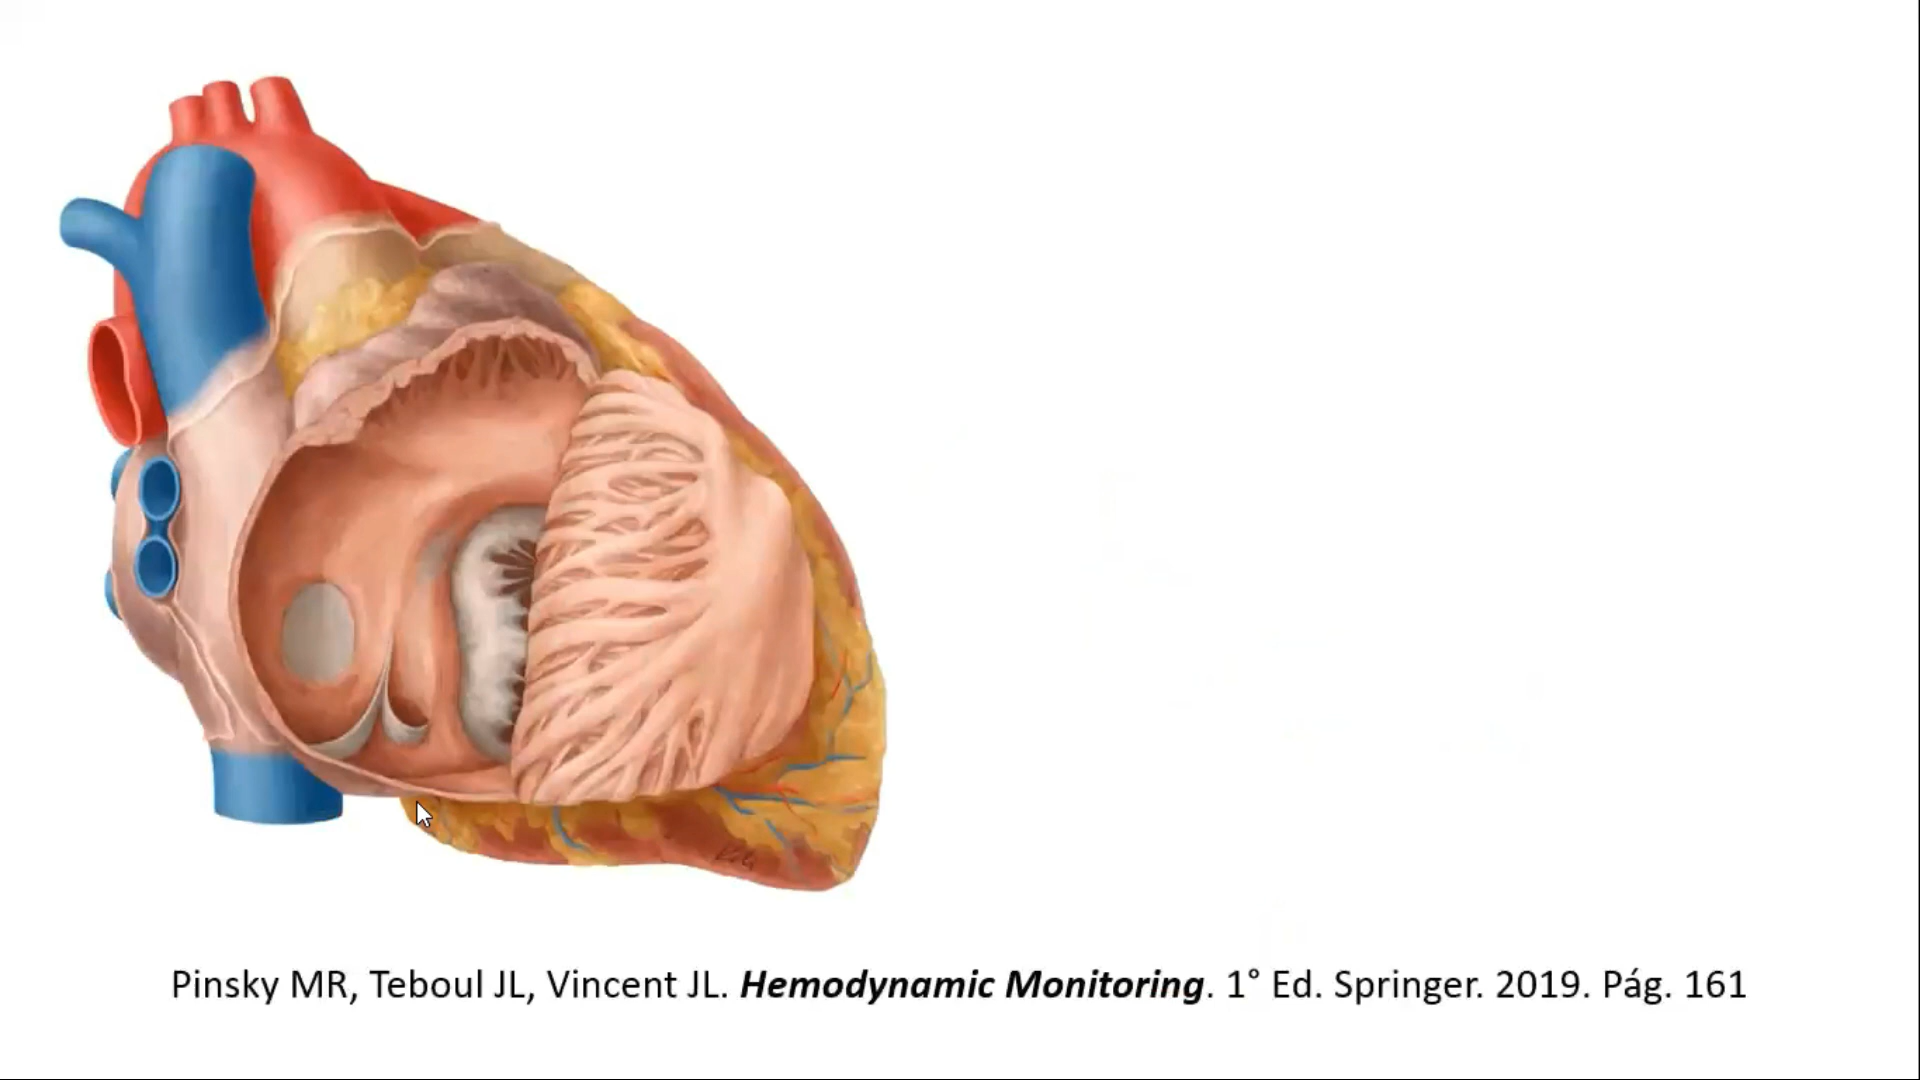 Pinsky MR, Teboul JL, Vincent JL. Hemodynamic Monitoring. 1° Ed. Springer. 2019. Pág. 161